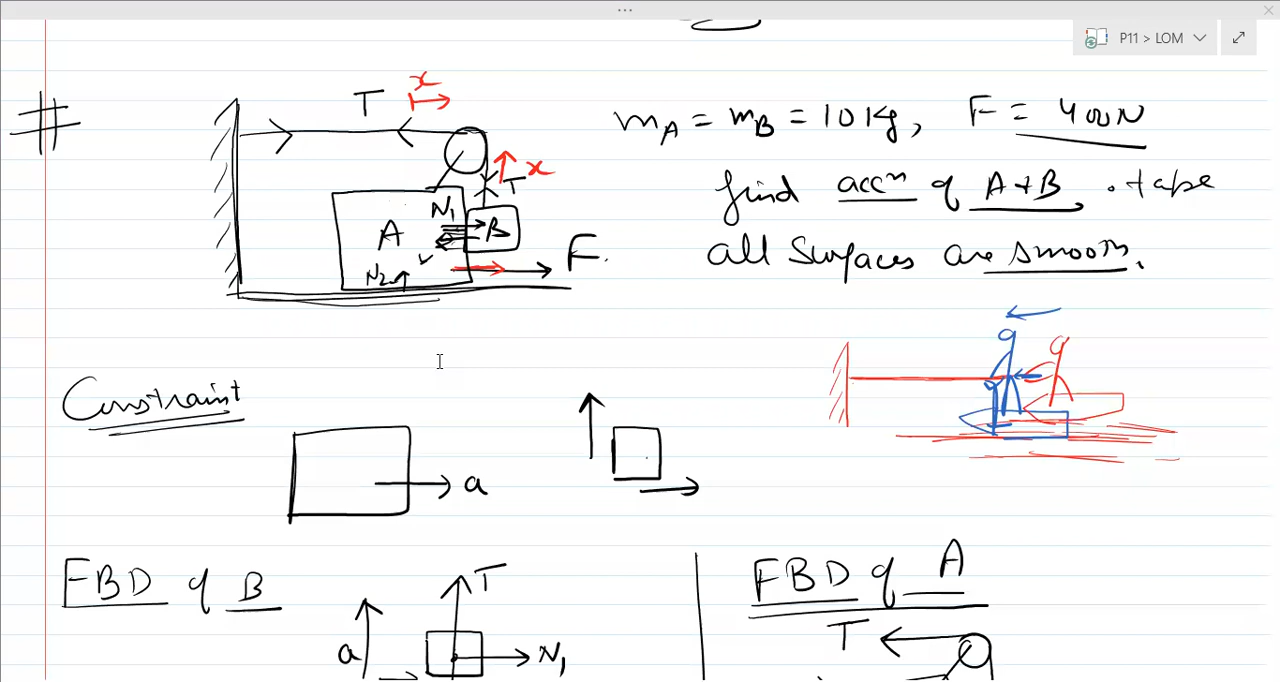 P11 > LOM
#
x
T
x
T
N₁
A
B
N₂
F.
mA = mB = 10 Kg, F = 400N
find accⁿ of A+B. take
all surfaces are smooth.
Constraint
a
FBD of B
T
a
N₁
FBD of A
T